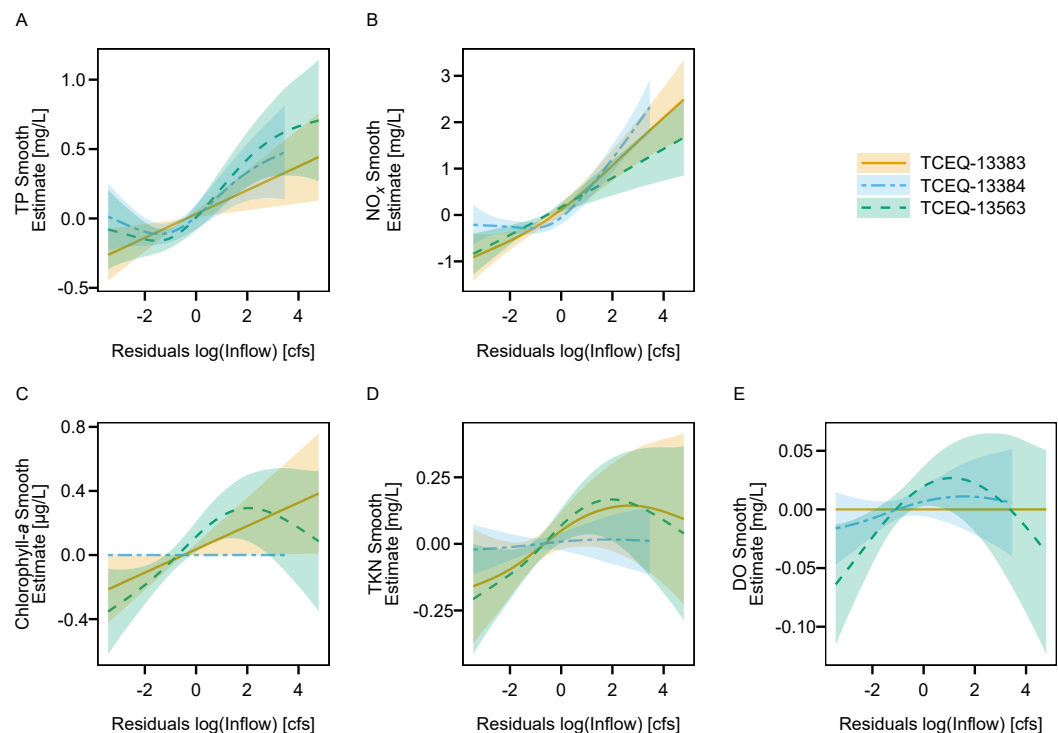 A
TP Smooth
Estimate [mg/L]
1.0
0.5
0.0
-0.5
-2 0 2 4
Residuals log(Inflow) [cfs]
B
NOx Smooth
Estimate [mg/L]
3
2
1
0
-1
-2 0 2 4
Residuals log(Inflow) [cfs]
TCEQ-13383
TCEQ-13384
TCEQ-13563
C
Chlorophyll-a Smooth
Estimate [µg/L]
0.8
0.4
0.0
-0.4
-2 0 2 4
Residuals log(Inflow) [cfs]
D
TKN Smooth
Estimate [mg/L]
0.25
0.00
-0.25
-2 0 2 4
Residuals log(Inflow) [cfs]
E
DO Smooth
Estimate [mg/L]
0.05
0.00
-0.05
-0.10
-2 0 2 4
Residuals log(Inflow) [cfs]